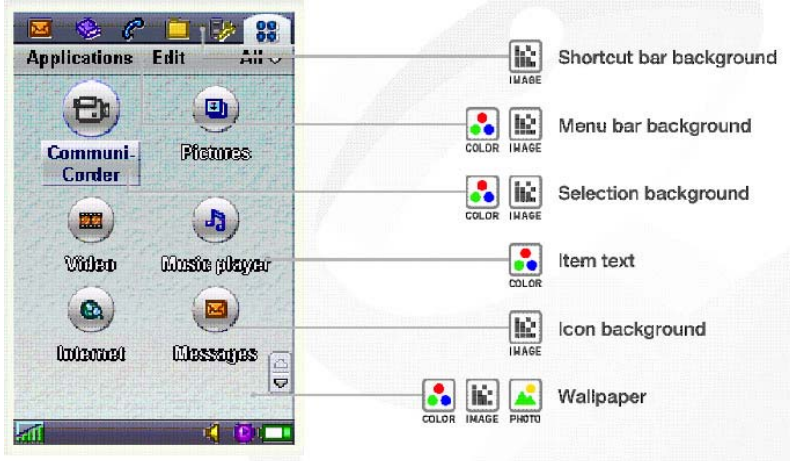 Applications Edit All
Communi-
Corder
Pictures
Video
Music player
Internet
Messages
IMAGE
Shortcut bar background
COLOR IMAGE
Menu bar background
COLOR IMAGE
Selection background
COLOR
Item text
IMAGE
Icon background
COLOR IMAGE PHOTO
Wallpaper